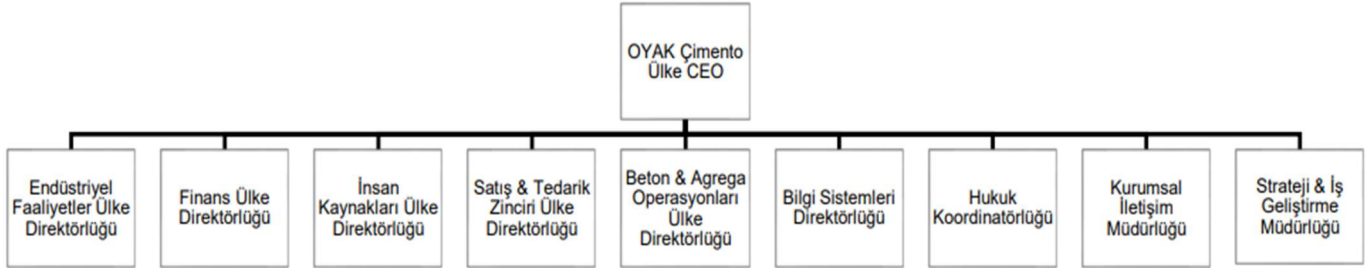 OYAK Çimento
Ülke CEO
Endüstriyel
Faaliyetler Ülke
Direktörlüğü
Finans Ülke
Direktörlüğü
İnsan
Kaynakları Ülke
Direktörlüğü
Satış & Tedarik
Zinciri Ülke
Direktörlüğü
Beton & Agrega
Operasyonları
Ülke
Direktörlüğü
Bilgi Sistemleri
Direktörlüğü
Hukuk
Koordinatörlüğü
Kurumsal
İletişim
Müdürlüğü
Strateji & İş
Geliştirme
Müdürlüğü